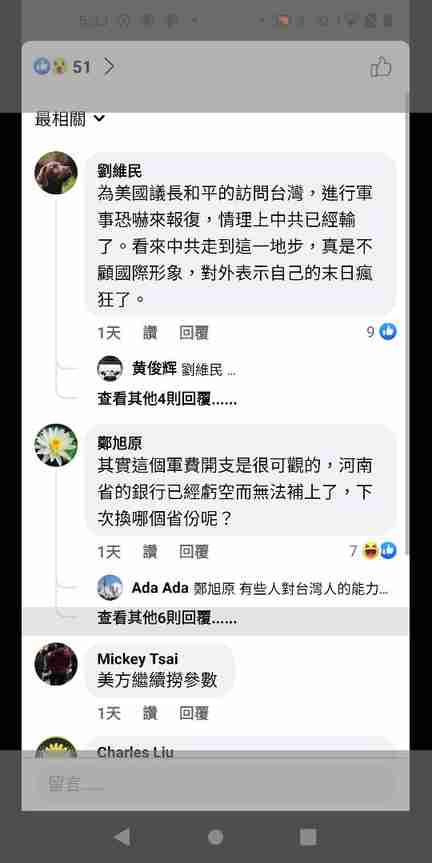 5:33
51
最相關
劉維民
為美國議長和平的訪問台灣，進行軍
事恐嚇來報復，情理上中共已經輸
了。看來中共走到這一地步，真是不
顧國際形象，對外表示自己的末日瘋
狂了。
1天 讚 回覆 9
黄俊辉 劉維民 ...
查看其他4則回覆......
鄭旭原
其實這個軍費開支是很可觀的，河南
省的銀行已經虧空而無法補上了，下
次換哪個省份呢？
1天 讚 回覆 7
Ada Ada 鄭旭原 有些人對台灣人的能力...
查看其他6則回覆......
Mickey Tsai
美方繼續撈參數
1天 讚 回覆
Charles Liu
留言......